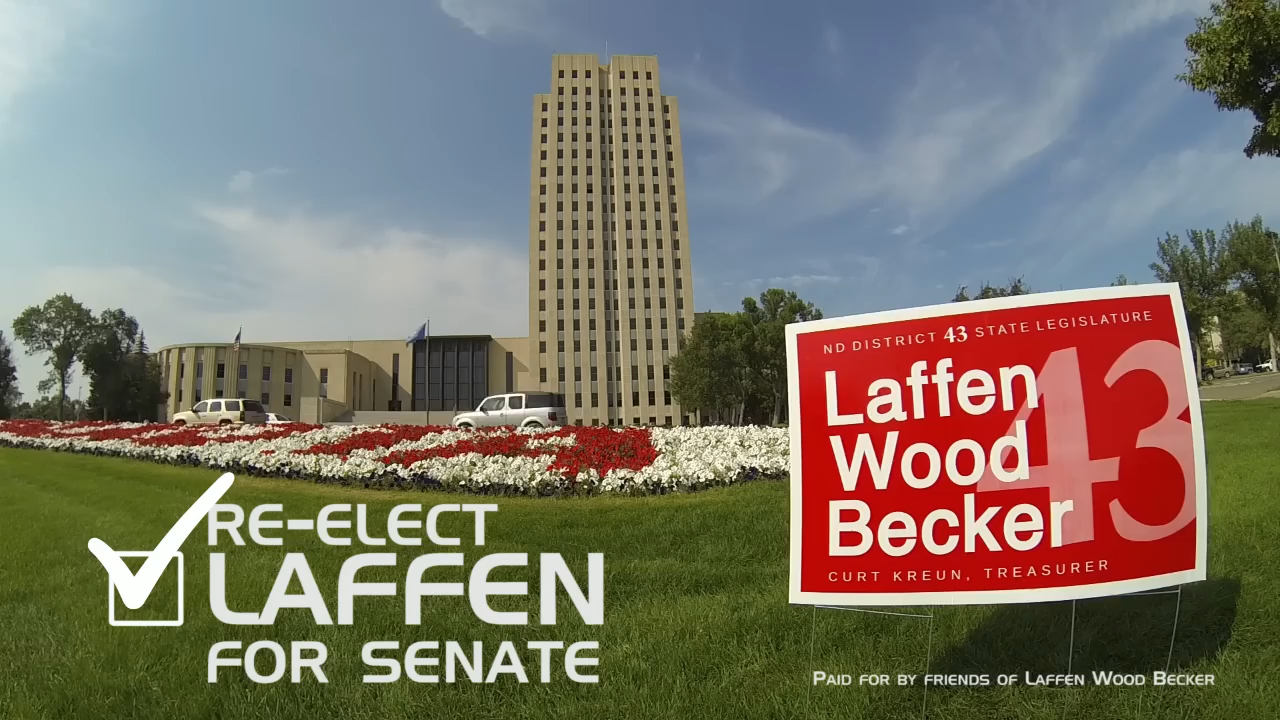 ND DISTRICT 43 STATE LEGISLATURE
Laffen
Wood
Becker
43
CURT KREUN, TREASURER
RE-ELECT
LAFFEN
FOR SENATE
PAID FOR BY FRIENDS OF LAFFEN WOOD BECKER